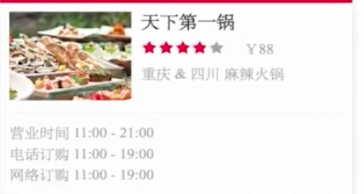 天下第一锅
¥88
重庆 & 四川 麻辣火锅
营业时间 11:00 - 21:00
电话订购 11:00 - 19:00
网络订购 11:00 - 19:00